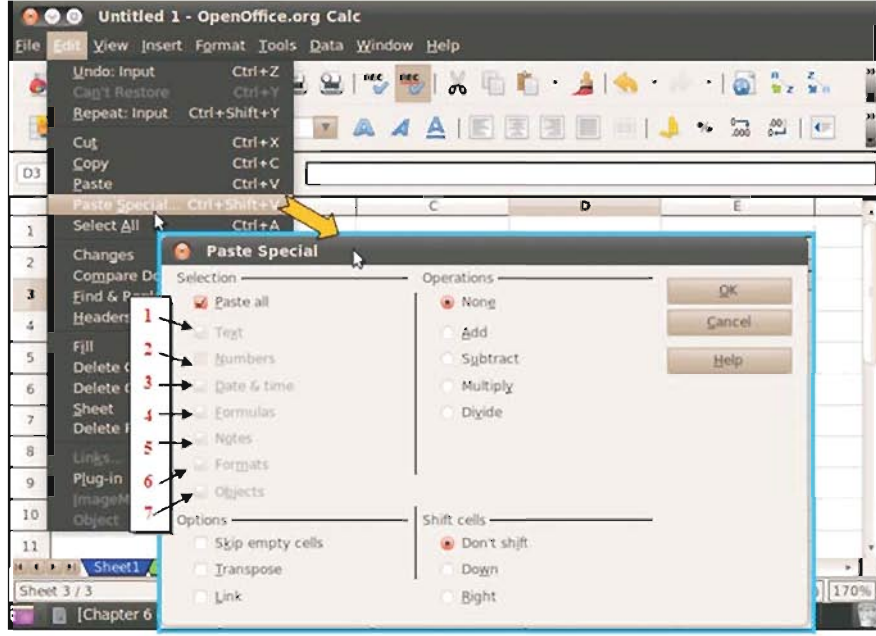 Untitled 1 - OpenOffice.org Calc
File Edit View Insert Format Tools Data Window Help
Undo: Input Ctrl+Z
Can't Restore Ctrl+Y
Repeat: Input Ctrl+Shift+Y
Cut Ctrl+X
Copy Ctrl+C
Paste Ctrl+V
Paste Special... Ctrl+Shift+V
Select All Ctrl+A
Changes
Compare Do
Find & R
Headers
Fill
Delete C
Delete
Sheet
Delete
Links...
Plug-in
ImageM
Object
D3
C D E
1
2
3
4
5
6
7
8
9
10
11
Paste Special
Selection
Paste all
1 Text
2 Numbers
3 Date & time
4 Formulas
5 Notes
6 Formats
7 Objects
Operations
None
Add
Subtract
Multiply
Divide
OK
Cancel
Help
Options
Skip empty cells
Transpose
Link
Shift cells
Don't shift
Down
Right
Sheet1
Sheet 3 / 3
170%
[Chapter 6